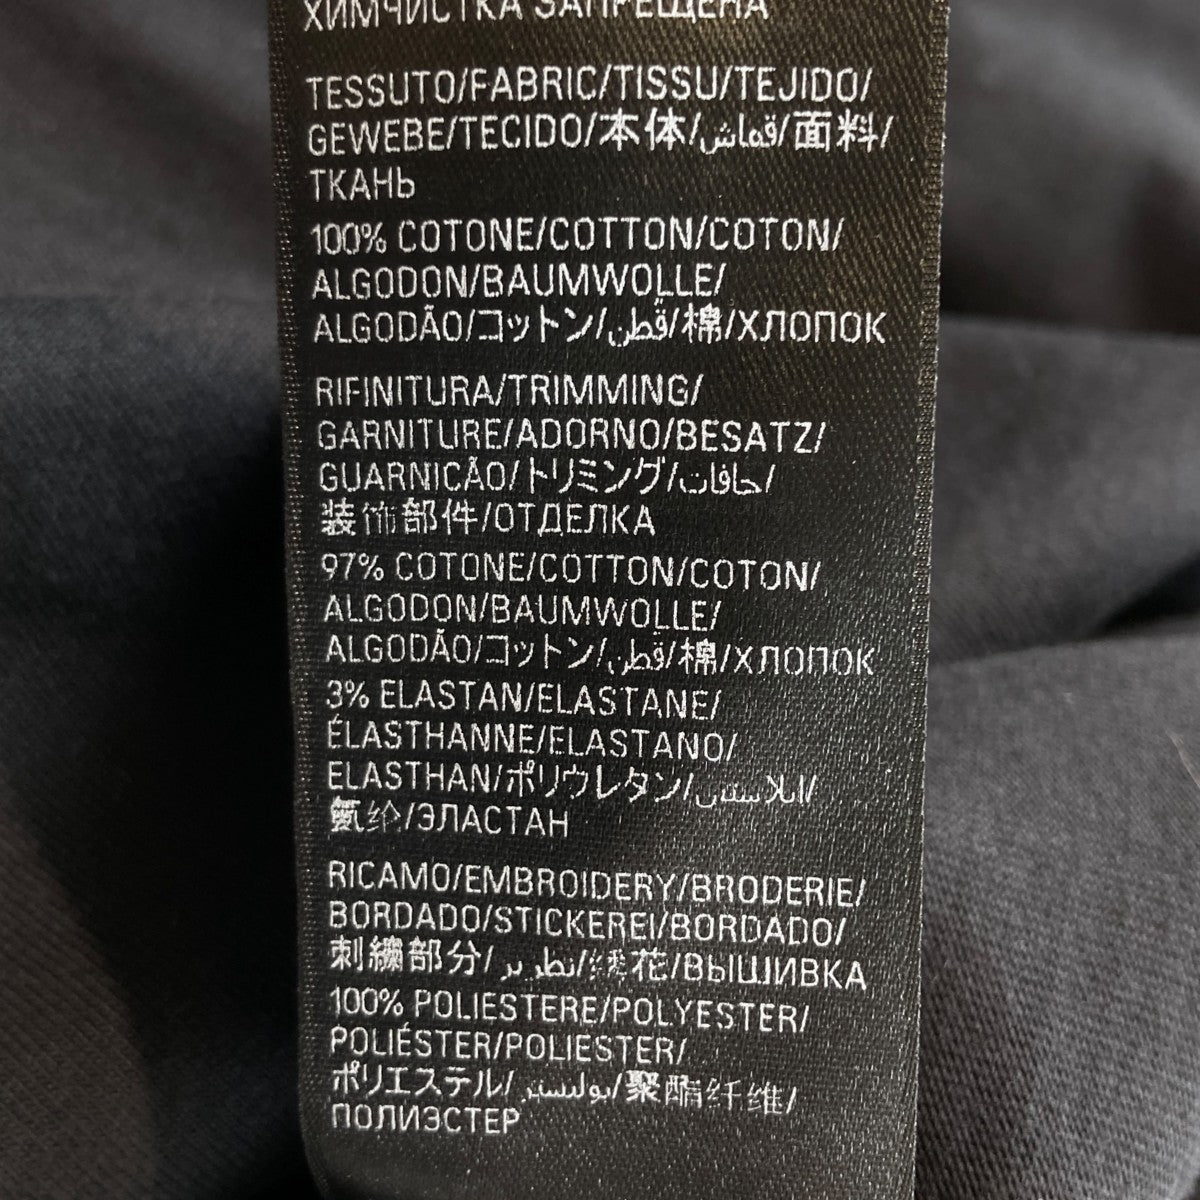 ХИМЧИСТКА ЗАПРЕЩЕНА
TESSUTO/FABRIC/TISSU/TEJIDO/
GEWEBE/TECIDO/本体/قماش/面料/
ТКАНЬ
100% COTONE/COTTON/COTON/
ALGODON/BAUMWOLLE/
ALGODÃO/コットン/قطن/棉/ХЛОПОК
RIFINITURA/TRIMMING/
GARNITURE/ADORNO/BESATZ/
GUARNICÃO/トリミング/حافات/
装饰部件/ОТДЕЛКА
97% COTONE/COTTON/COTON/
ALGODON/BAUMWOLLE/
ALGODÃO/コットン/قطن/棉/ХЛОПОК
3% ELASTAN/ELASTANE/
ÉLASTHANNE/ELASTANO/
ELASTHAN/ポリウレタン/ايلاستين/
氨纶/ЭЛАСТАН
RICAMO/EMBROIDERY/BRODERIE/
BORDADO/STICKEREI/BORDADO/
刺繍部分/تطريز/绣花/ВЫШИВКА
100% POLIESTERE/POLYESTER/
POLIÉSTER/POLIESTER/
ポリエステル/بوليستر/聚酯纤维/
ПОЛИЭСТЕР